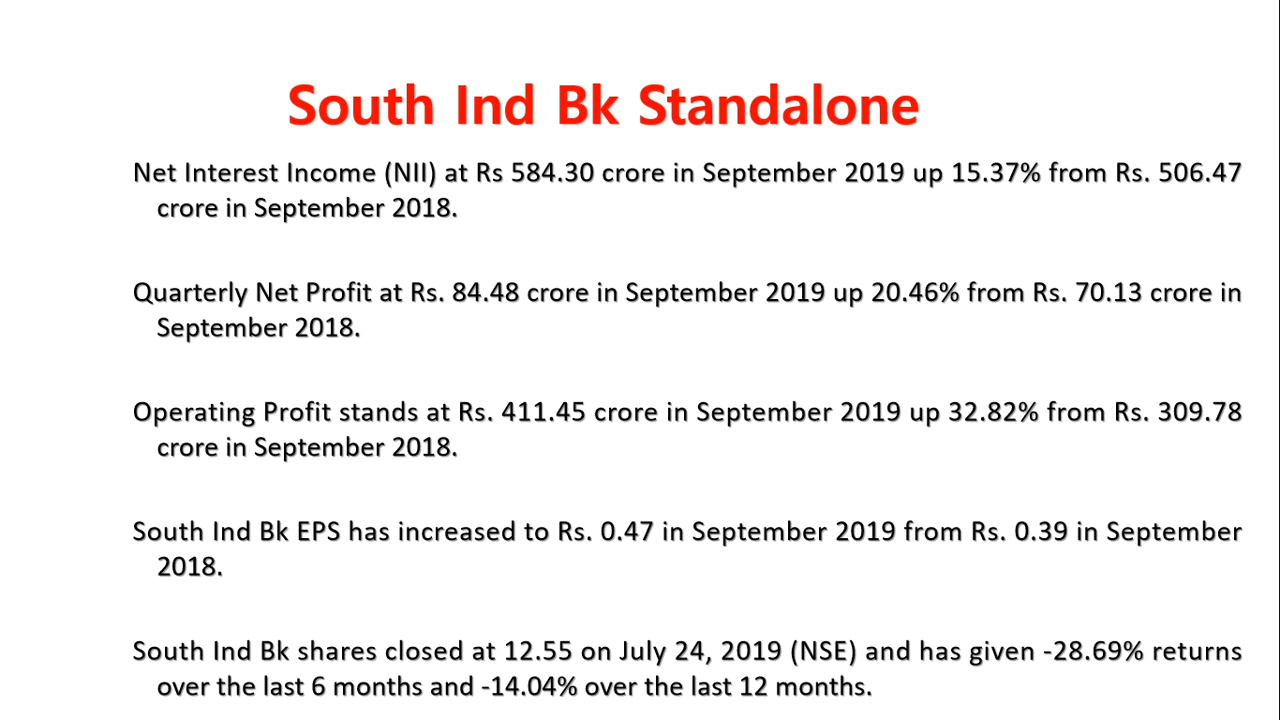 South Ind Bk Standalone
Net Interest Income (NII) at Rs 584.30 crore in September 2019 up 15.37% from Rs. 506.47
crore in September 2018.
Quarterly Net Profit at Rs. 84.48 crore in September 2019 up 20.46% from Rs. 70.13 crore in
September 2018.
Operating Profit stands at Rs. 411.45 crore in September 2019 up 32.82% from Rs. 309.78
crore in September 2018.
South Ind Bk EPS has increased to Rs. 0.47 in September 2019 from Rs. 0.39 in September
2018.
South Ind Bk shares closed at 12.55 on July 24, 2019 (NSE) and has given -28.69% returns
over the last 6 months and -14.04% over the last 12 months.